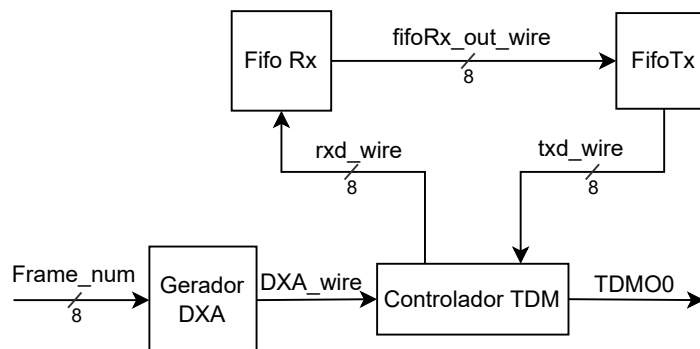 fifoRx_out_wire
Fifo Rx
8
FifoTx
rxd_wire
8
txd_wire
8
Frame_num
8
Gerador
DXA
DXA_wire
Controlador TDM
TDMO0